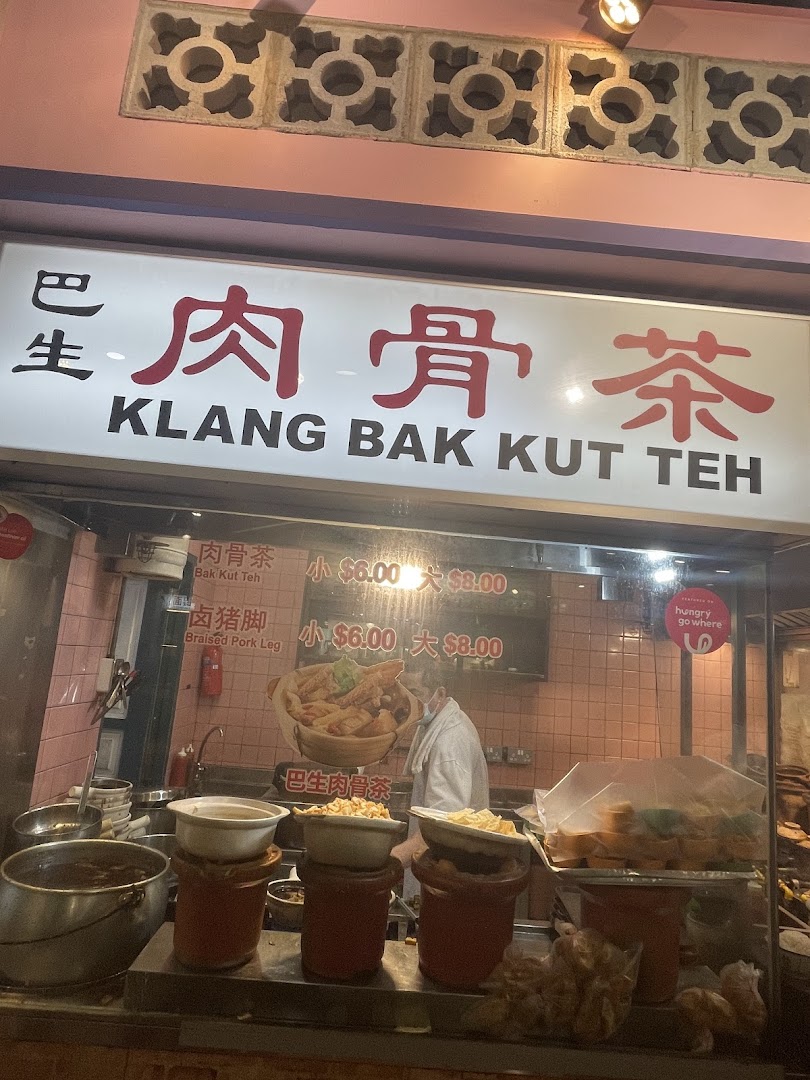 巴生 肉骨茶
KLANG BAK KUT TEH
肉骨茶 小 $6.00 大 $8.00
Bak Kut Teh
卤猪脚 小 $6.00 大 $8.00
Braised Pork Leg
FEATURED ON
hungry
go where
巴生肉骨茶